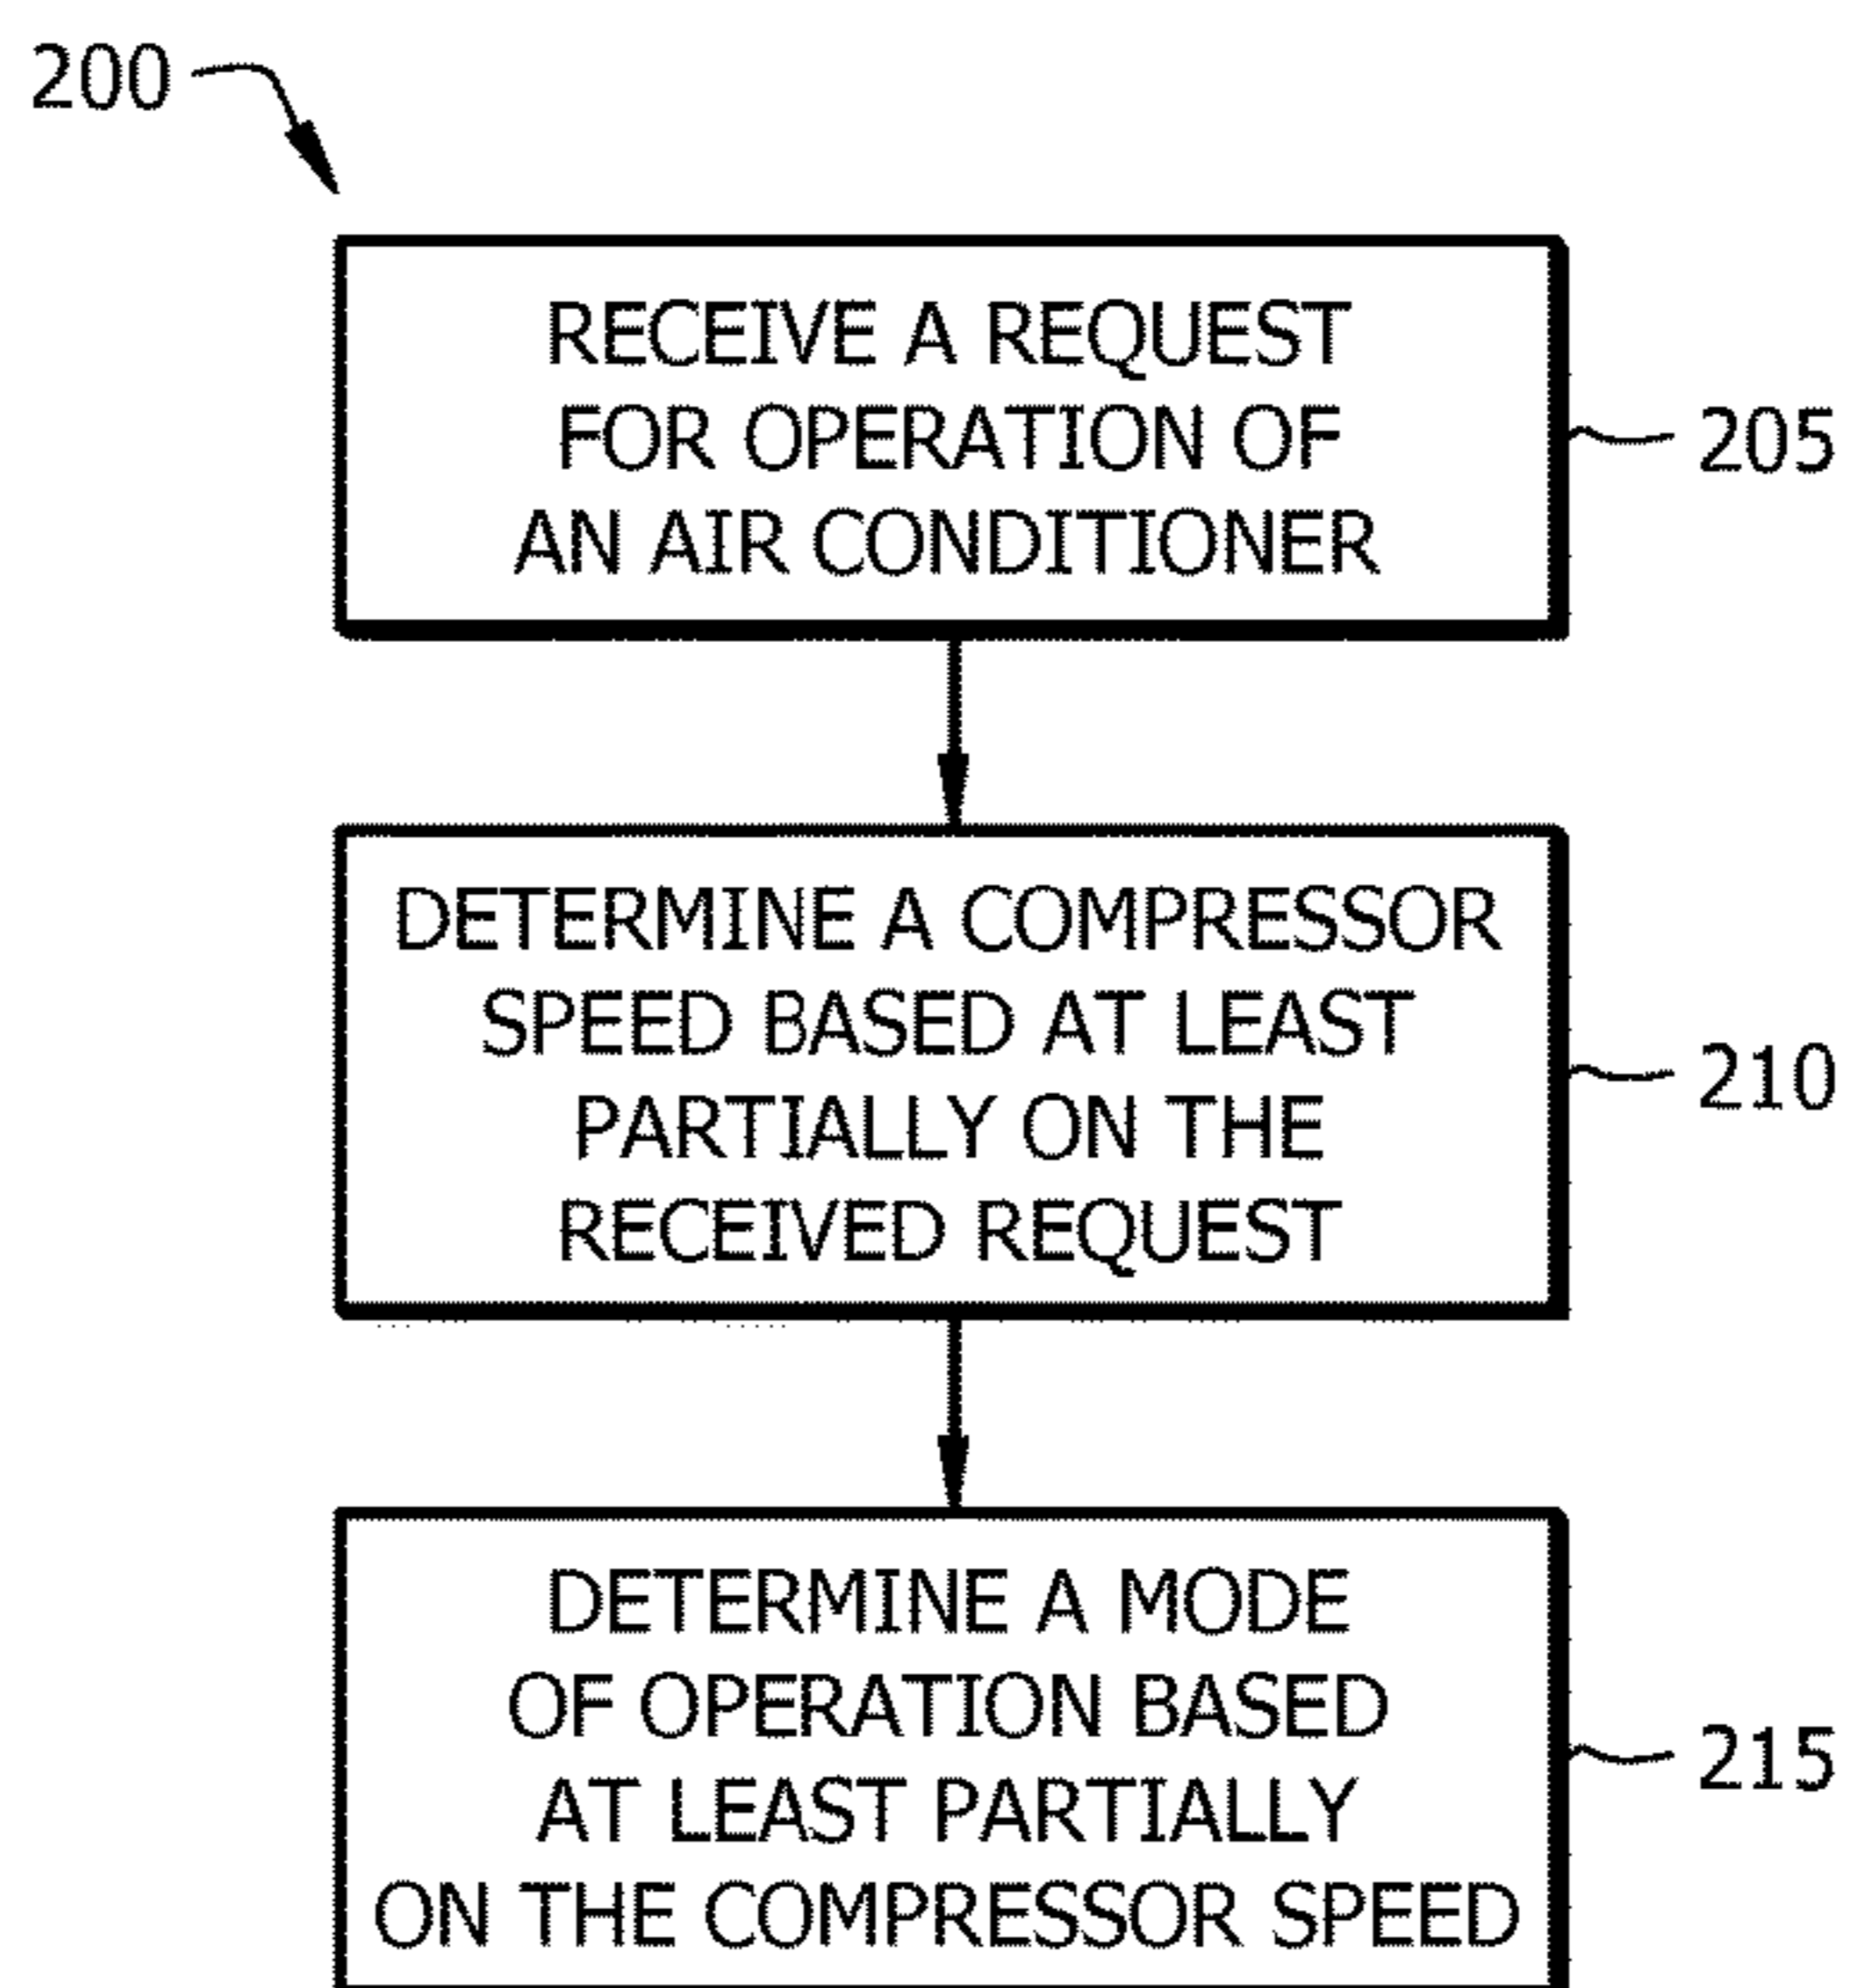 200
RECEIVE A REQUEST
FOR OPERATION OF
AN AIR CONDITIONER
205
DETERMINE A COMPRESSOR
SPEED BASED AT LEAST
PARTIALLY ON THE
RECEIVED REQUEST
210
DETERMINE A MODE
OF OPERATION BASED
AT LEAST PARTIALLY
ON THE COMPRESSOR SPEED
215